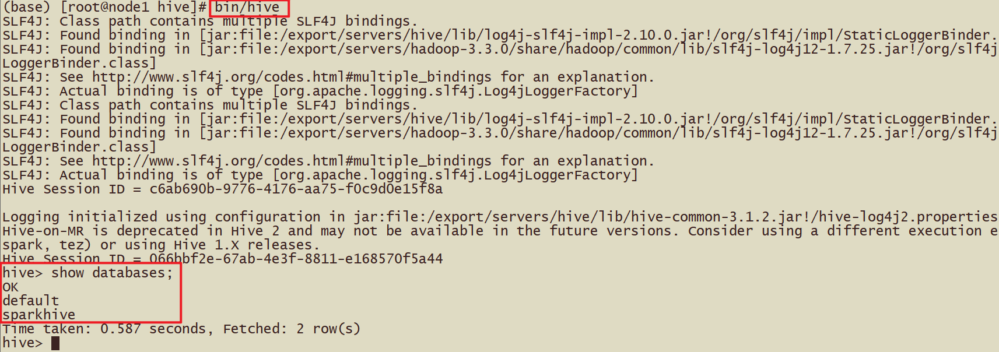 (base) [root@node1 hive]# bin/hive
SLF4J: Class path contains multiple SLF4J bindings.
SLF4J: Found binding in [jar:file:/export/servers/hive/lib/log4j-slf4j-impl-2.10.0.jar!/org/slf4j/impl/StaticLoggerBinder.
SLF4J: Found binding in [jar:file:/export/servers/hadoop-3.3.0/share/hadoop/common/lib/slf4j-log4j12-1.7.25.jar!/org/slf4j
LoggerBinder.class]
SLF4J: See http://www.slf4j.org/codes.html#multiple_bindings for an explanation.
SLF4J: Actual binding is of type [org.apache.logging.slf4j.Log4jLoggerFactory]
SLF4J: Class path contains multiple SLF4J bindings.
SLF4J: Found binding in [jar:file:/export/servers/hive/lib/log4j-slf4j-impl-2.10.0.jar!/org/slf4j/impl/StaticLoggerBinder.
SLF4J: Found binding in [jar:file:/export/servers/hadoop-3.3.0/share/hadoop/common/lib/slf4j-log4j12-1.7.25.jar!/org/slf4j
LoggerBinder.class]
SLF4J: See http://www.slf4j.org/codes.html#multiple_bindings for an explanation.
SLF4J: Actual binding is of type [org.apache.logging.slf4j.Log4jLoggerFactory]
Hive Session ID = c6ab690b-9776-4176-aa75-f0c9d0e15f8a
Logging initialized using configuration in jar:file:/export/servers/hive/lib/hive-common-3.1.2.jar!/hive-log4j2.properties
Hive-on-MR is deprecated in Hive 2 and may not be available in the future versions. Consider using a different execution e
spark, tez) or using Hive 1.X releases.
Hive Session ID = 066bbf2e-67ab-4e3f-8811-e168570f5a44
hive> show databases;
OK
default
sparkhive
Time taken: 0.587 seconds, Fetched: 2 row(s)
hive>